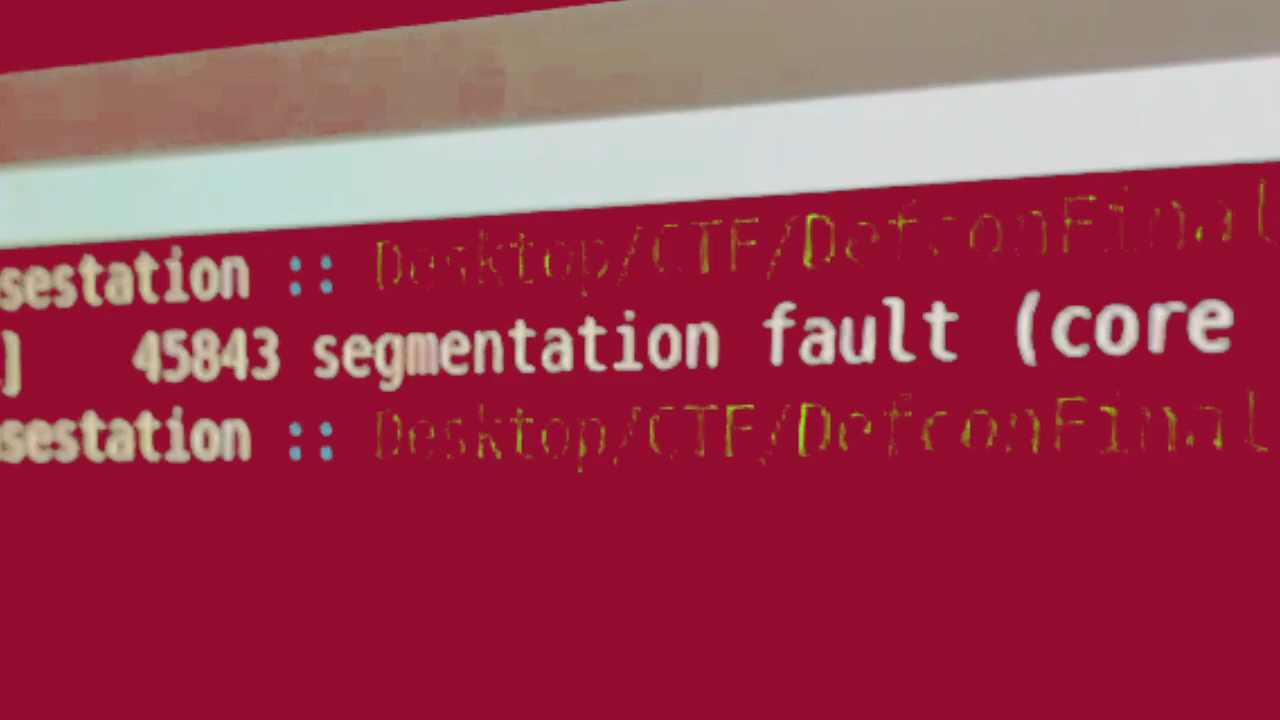 sestation :: Desktop/CTF/DefconFinal
] 45843 segmentation fault (core
sestation :: Desktop/CTF/DefconFinal